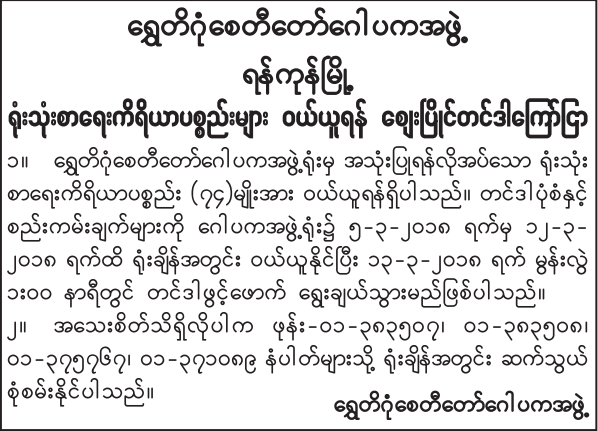 ရွှေတိဂုံစေတီတော်ဂေါပကအဖွဲ့
ရန်ကုန်မြို့
ရုံးသုံးစာရေးကိရိယာပစ္စည်းများ ဝယ်ယူရန် ဈေးပြိုင်တင်ဒါကြော်ငြာ
၁။ ရွှေတိဂုံစေတီတော်ဂေါပကအဖွဲ့ရုံးမှ အသုံးပြုရန်လိုအပ်သော ရုံးသုံး
စာရေးကိရိယာပစ္စည်း (၇၄)မျိုးအား ဝယ်ယူရန်ရှိပါသည်။ တင်ဒါပုံစံနှင့်
စည်းကမ်းချက်များကို ဂေါပကအဖွဲ့ရုံး၌ ၅-၃-၂၀၁၈ ရက်မှ ၁၂-၃-
၂၀၁၈ ရက်ထိ ရုံးချိန်အတွင်း ဝယ်ယူနိုင်ပြီး ၁၃-၃-၂၀၁၈ ရက် မွန်းလွဲ
၁းဝဝ နာရီတွင် တင်ဒါဖွင့်ဖောက် ရွေးချယ်သွားမည်ဖြစ်ပါသည်။
၂။ အသေးစိတ်သိရှိလိုပါက ဖုန်း-၀၁-၃၈၃၅၀၇၊ ၀၁-၃၈၃၅၀၈၊
၀၁-၃၇၅၇၆၇၊ ၀၁-၃၇၁၀၈၉ နံပါတ်များသို့ ရုံးချိန်အတွင်း ဆက်သွယ်
စုံစမ်းနိုင်ပါသည်။
ရွှေတိဂုံစေတီတော်ဂေါပကအဖွဲ့